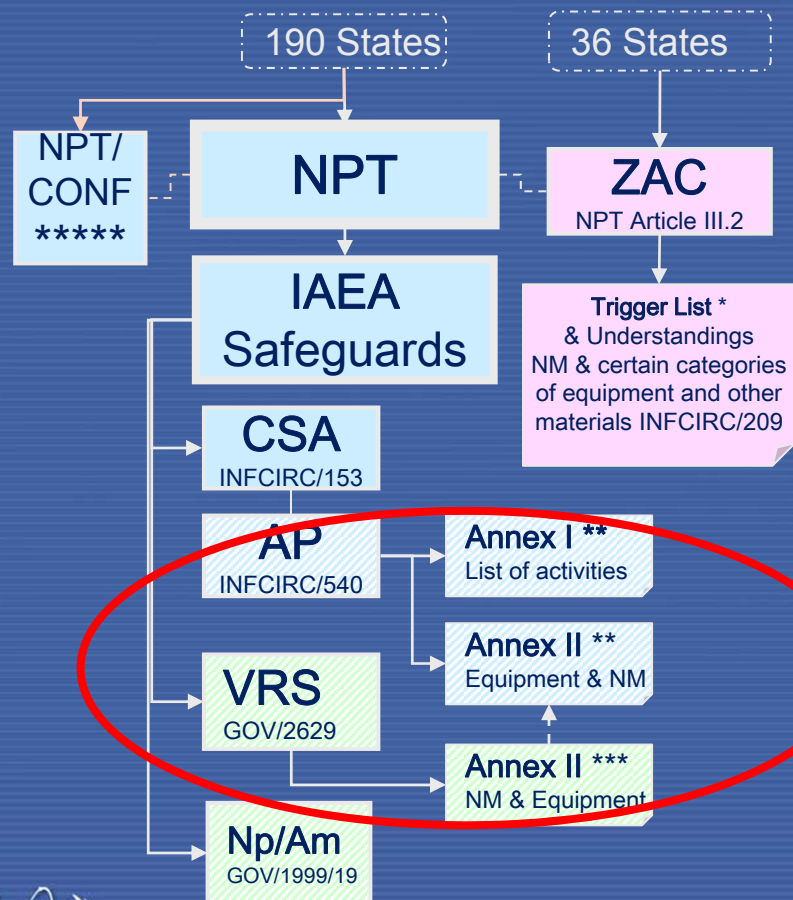 190 States
36 States
NPT/
CONF
*****
NPT
ZAC
NPT Article III.2
IAEA
Safeguards
Trigger List *
& Understandings
NM & certain categories
of equipment and other
materials INFCIRC/209
CSA
INFCIRC/153
AP
INFCIRC/540
Annex I **
List of activities
Annex II **
Equipment & NM
VRS
GOV/2629
Annex II ***
NM & Equipment
Np/Am
GOV/1999/19